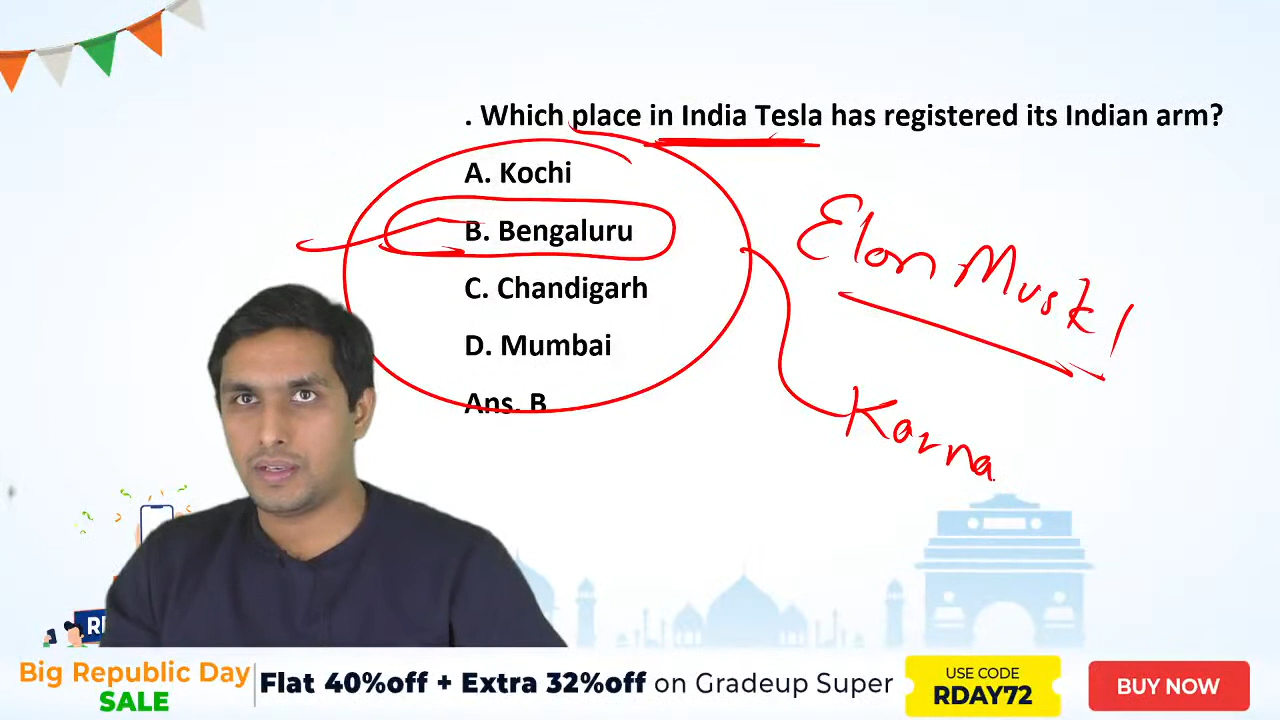 . Which place in India Tesla has registered its Indian arm?
A. Kochi
B. Bengaluru
C. Chandigarh
D. Mumbai
Ans. B
Elon Musk
Karna
Big Republic Day
SALE
Flat 40%off + Extra 32%off on Gradeup Super
USE CODE
RDAY72
BUY NOW